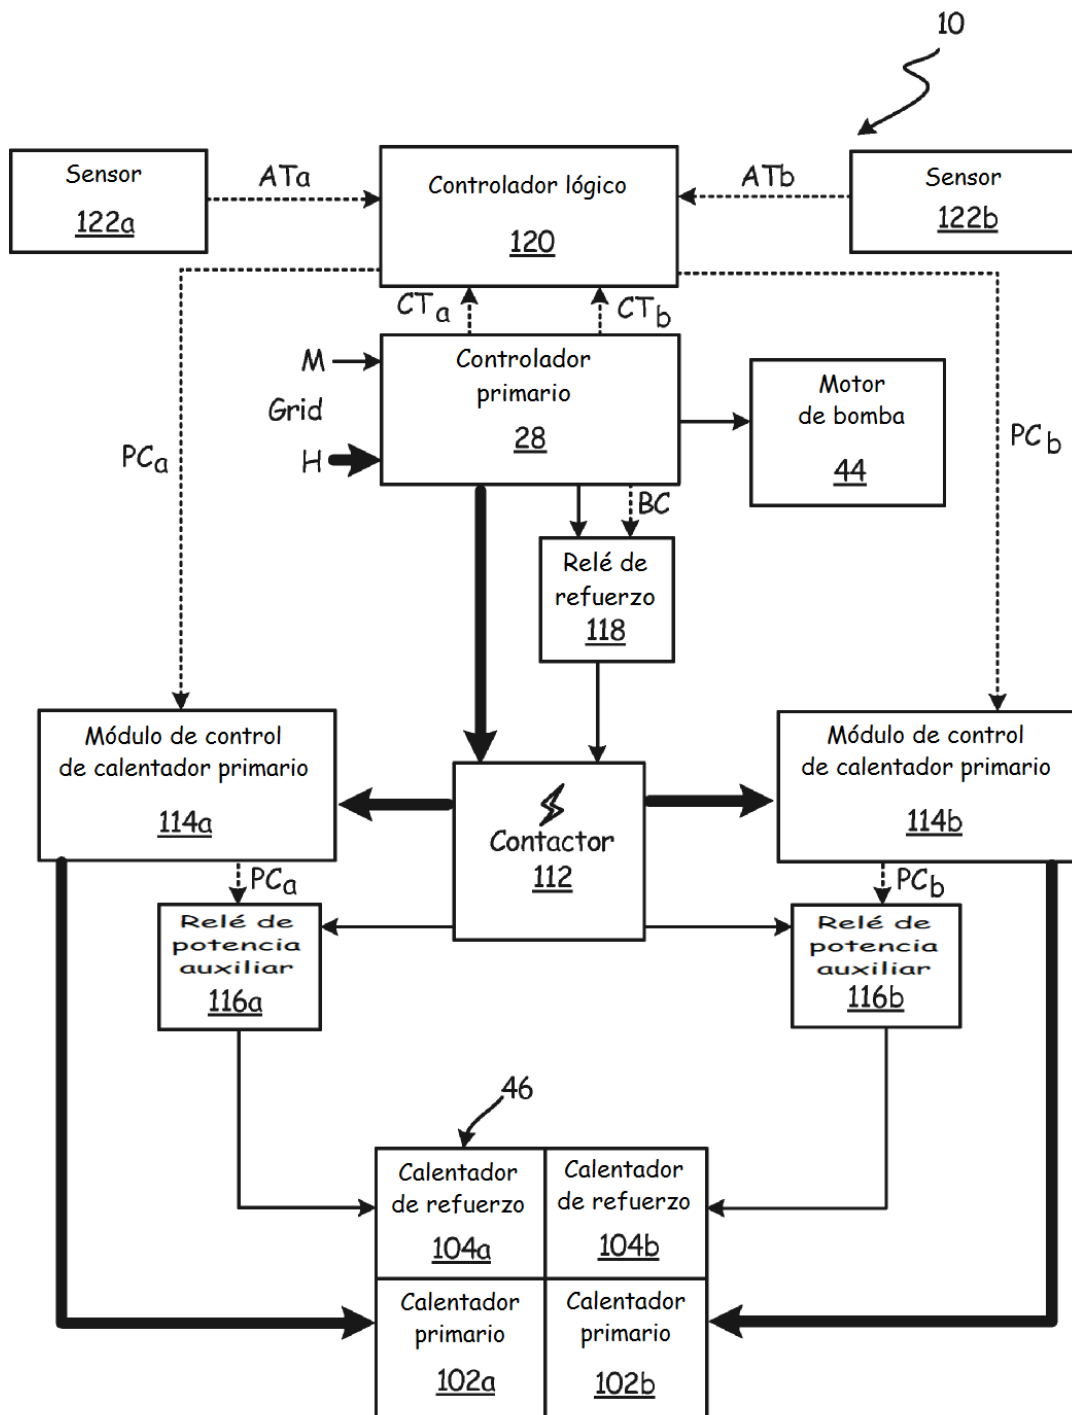 10
Sensor
122a
ATa
Controlador lógico
120
ATb
Sensor
122b
CTa
CTb
M
Grid
H
Controlador
primario
28
Motor
de bomba
44
PCa
PCb
BC
Relé de
refuerzo
118
Módulo de control
de calentador primario
114a
Contactor
112
Módulo de control
de calentador primario
114b
PCa
PCb
Relé de
potencia
auxiliar
116a
Relé de
potencia
auxiliar
116b
46
Calentador
de refuerzo
104a
Calentador
de refuerzo
104b
Calentador
primario
102a
Calentador
primario
102b